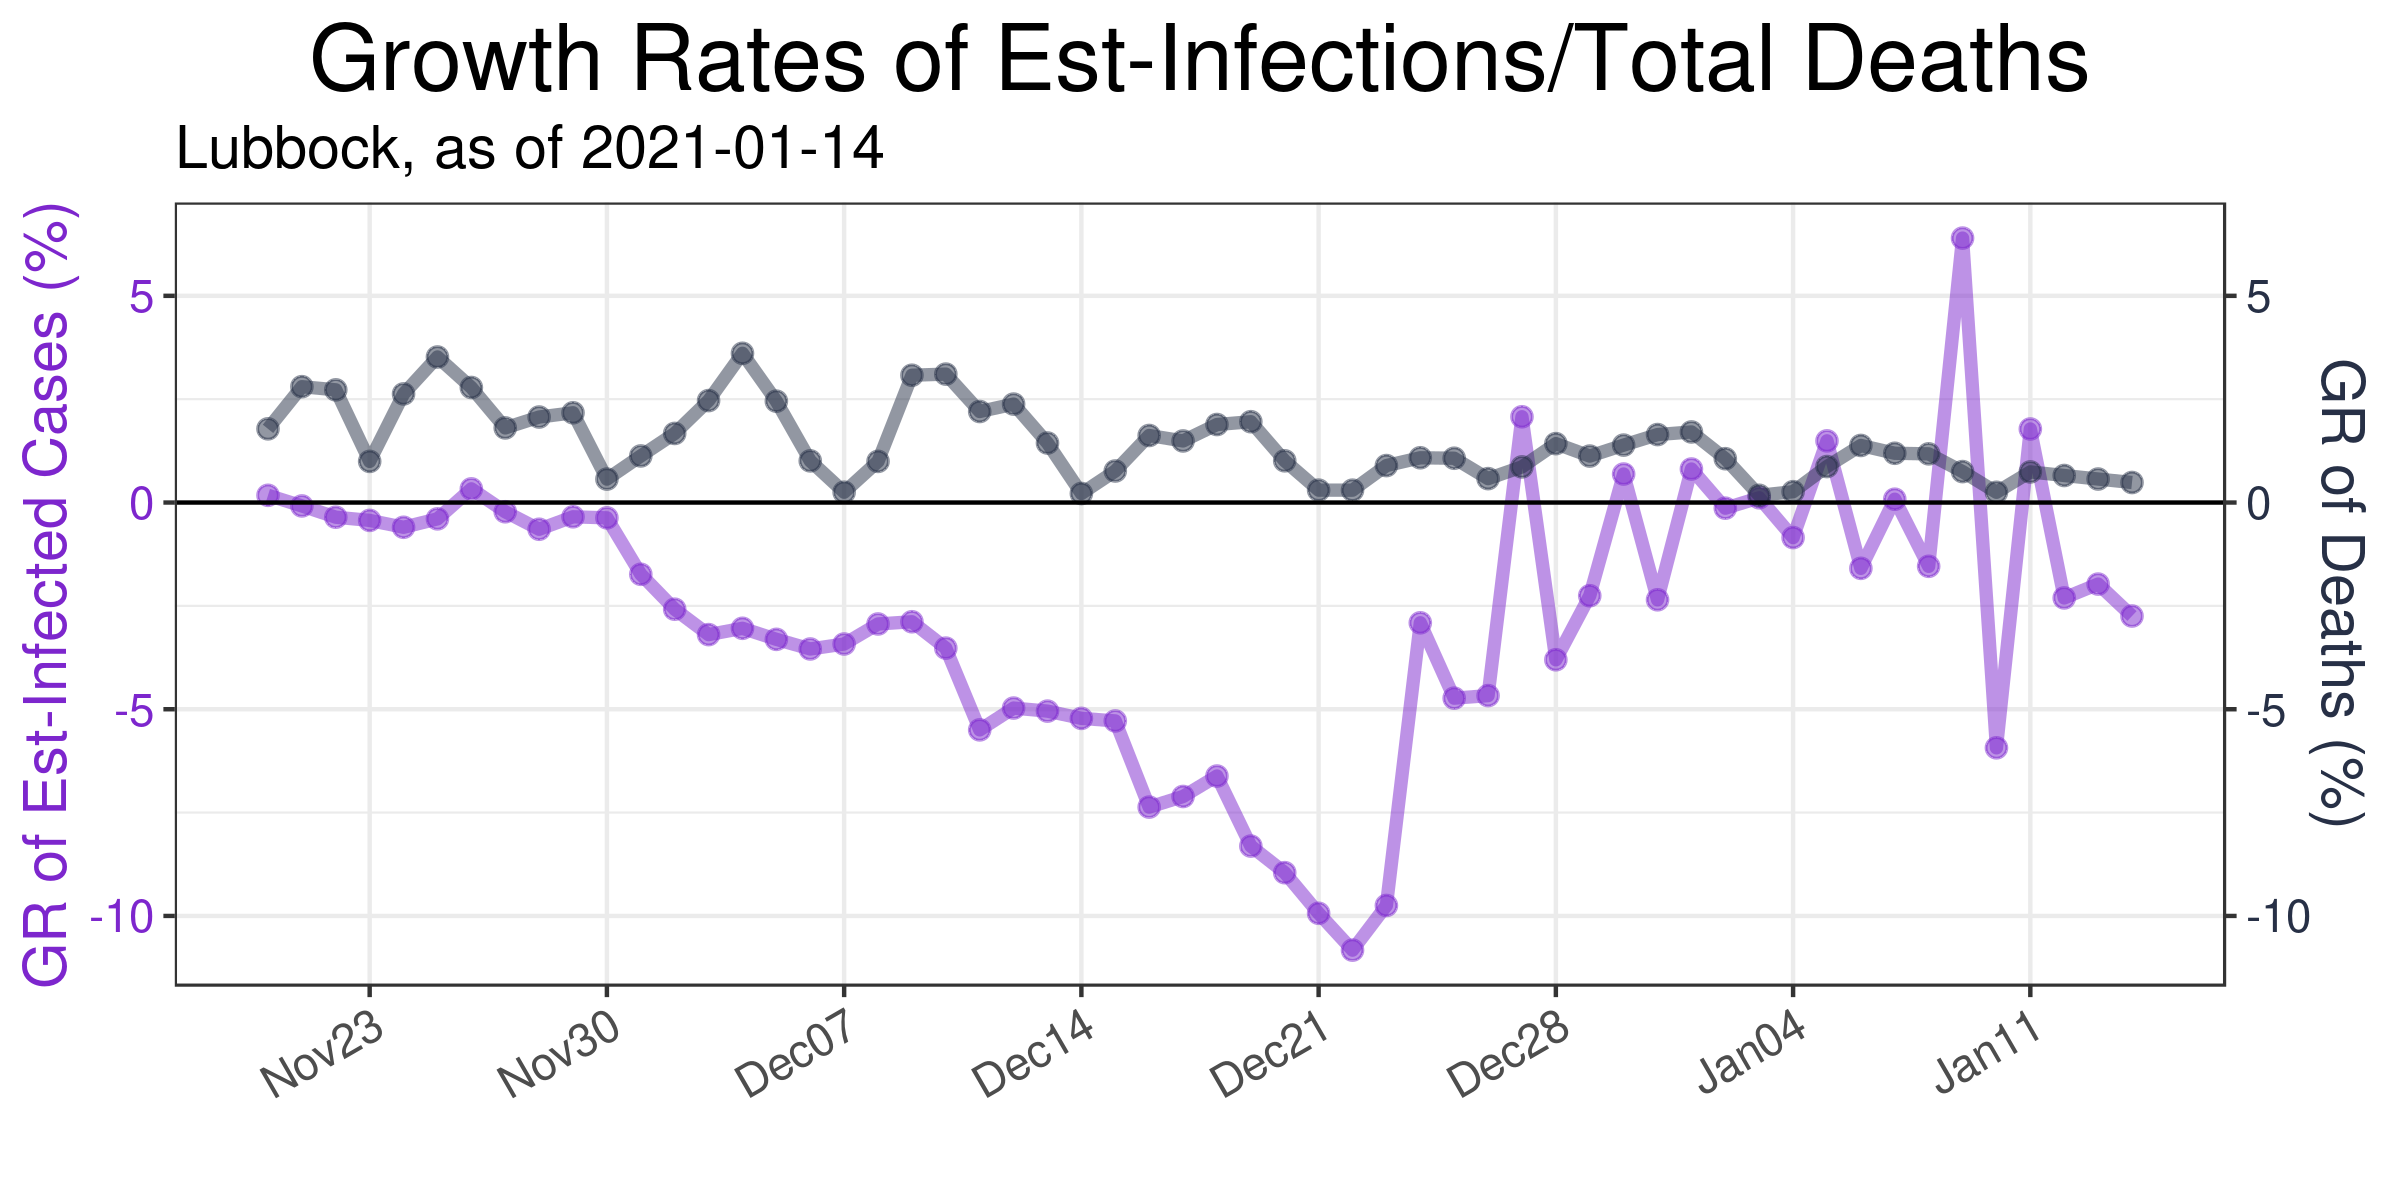 Growth Rates of Est-Infections/Total Deaths
Lubbock, as of 2021-01-14
GR of Est-Infected Cases (%)
5
0
-5
-10
5
0
-5
-10
GR of Deaths (%)
Nov23
Nov30
Dec07
Dec14
Dec21
Dec28
Jan04
Jan11